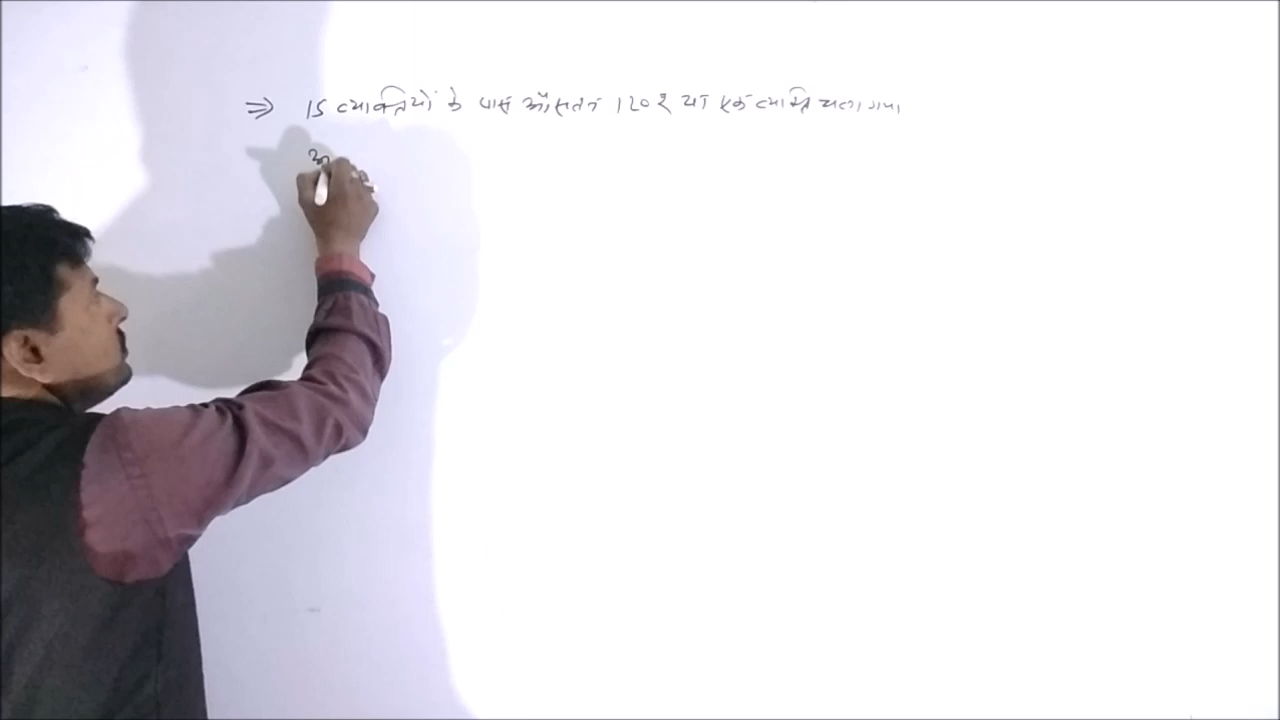 ⇒ 15 व्यक्तियों के पास औसतन 120 ₹ था एक व्यक्ति चला गया
अ